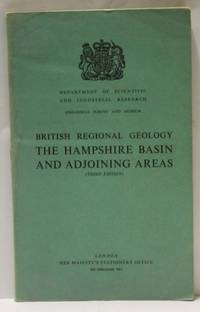 DEPARTMENT OF SCIENTIFIC
AND INDUSTRIAL RESEARCH
GEOLOGICAL SURVEY AND MUSEUM
BRITISH REGIONAL GEOLOGY
THE HAMPSHIRE BASIN
AND ADJOINING AREAS
(THIRD EDITION)
LONDON
HER MAJESTY'S STATIONERY OFFICE